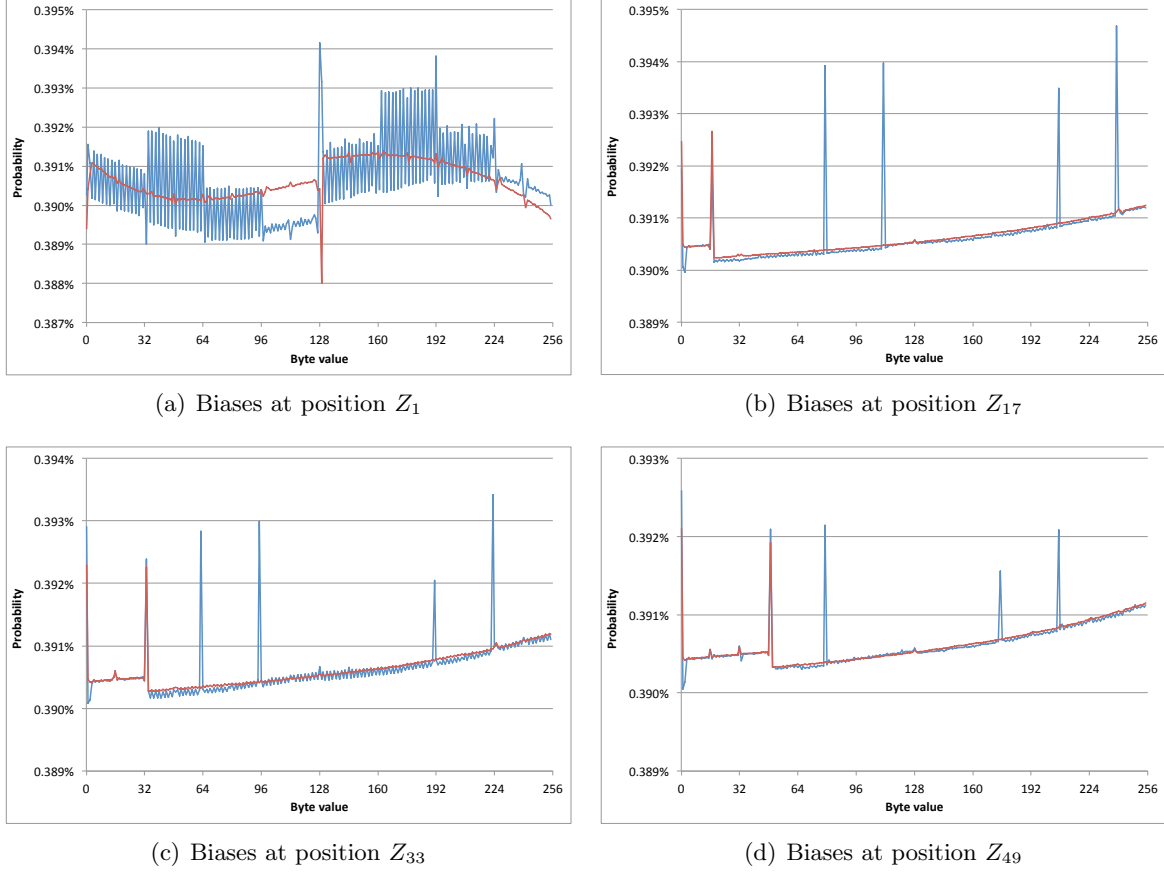 0.395%
0.394%
0.393%
0.392%
0.391%
0.390%
0.389%
0.388%
0.387%
Probability
0 32 64 96 128 160 192 224 256
Byte value
(a) Biases at position Z1
0.395%
0.394%
0.393%
0.392%
0.391%
0.390%
0.389%
Probability
0 32 64 96 128 160 192 224 256
Byte value
(b) Biases at position Z17
0.394%
0.393%
0.392%
0.391%
0.390%
0.389%
Probability
0 32 64 96 128 160 192 224 256
Byte value
(c) Biases at position Z33
0.393%
0.392%
0.391%
0.390%
0.389%
Probability
0 32 64 96 128 160 192 224 256
Byte value
(d) Biases at position Z49